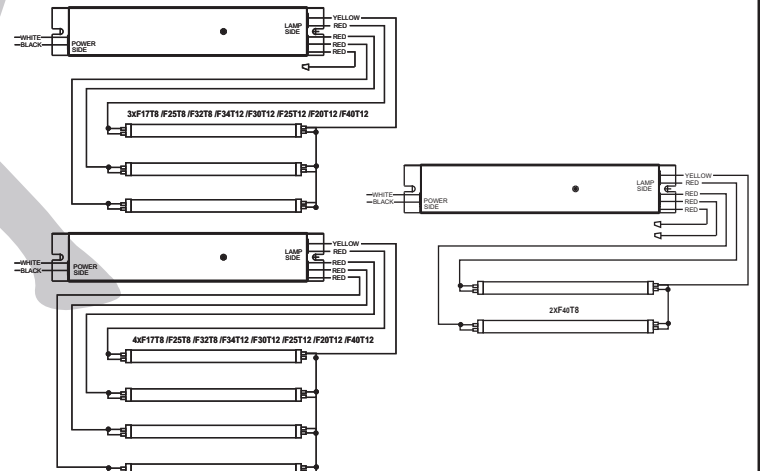 YELLOW
RED
RED
RED
RED
LAMP
SIDE
WHITE
BLACK
POWER
SIDE
3xF17T8 /F25T8 /F32T8 /F34T12 /F30T12 /F25T12 /F20T12 /F40T12
YELLOW
RED
RED
RED
RED
LAMP
SIDE
WHITE
BLACK
POWER
SIDE
2xF40T8
YELLOW
RED
RED
RED
RED
LAMP
SIDE
WHITE
BLACK
POWER
SIDE
4xF17T8 /F25T8 /F32T8 /F34T12 /F30T12 /F25T12 /F20T12 /F40T12